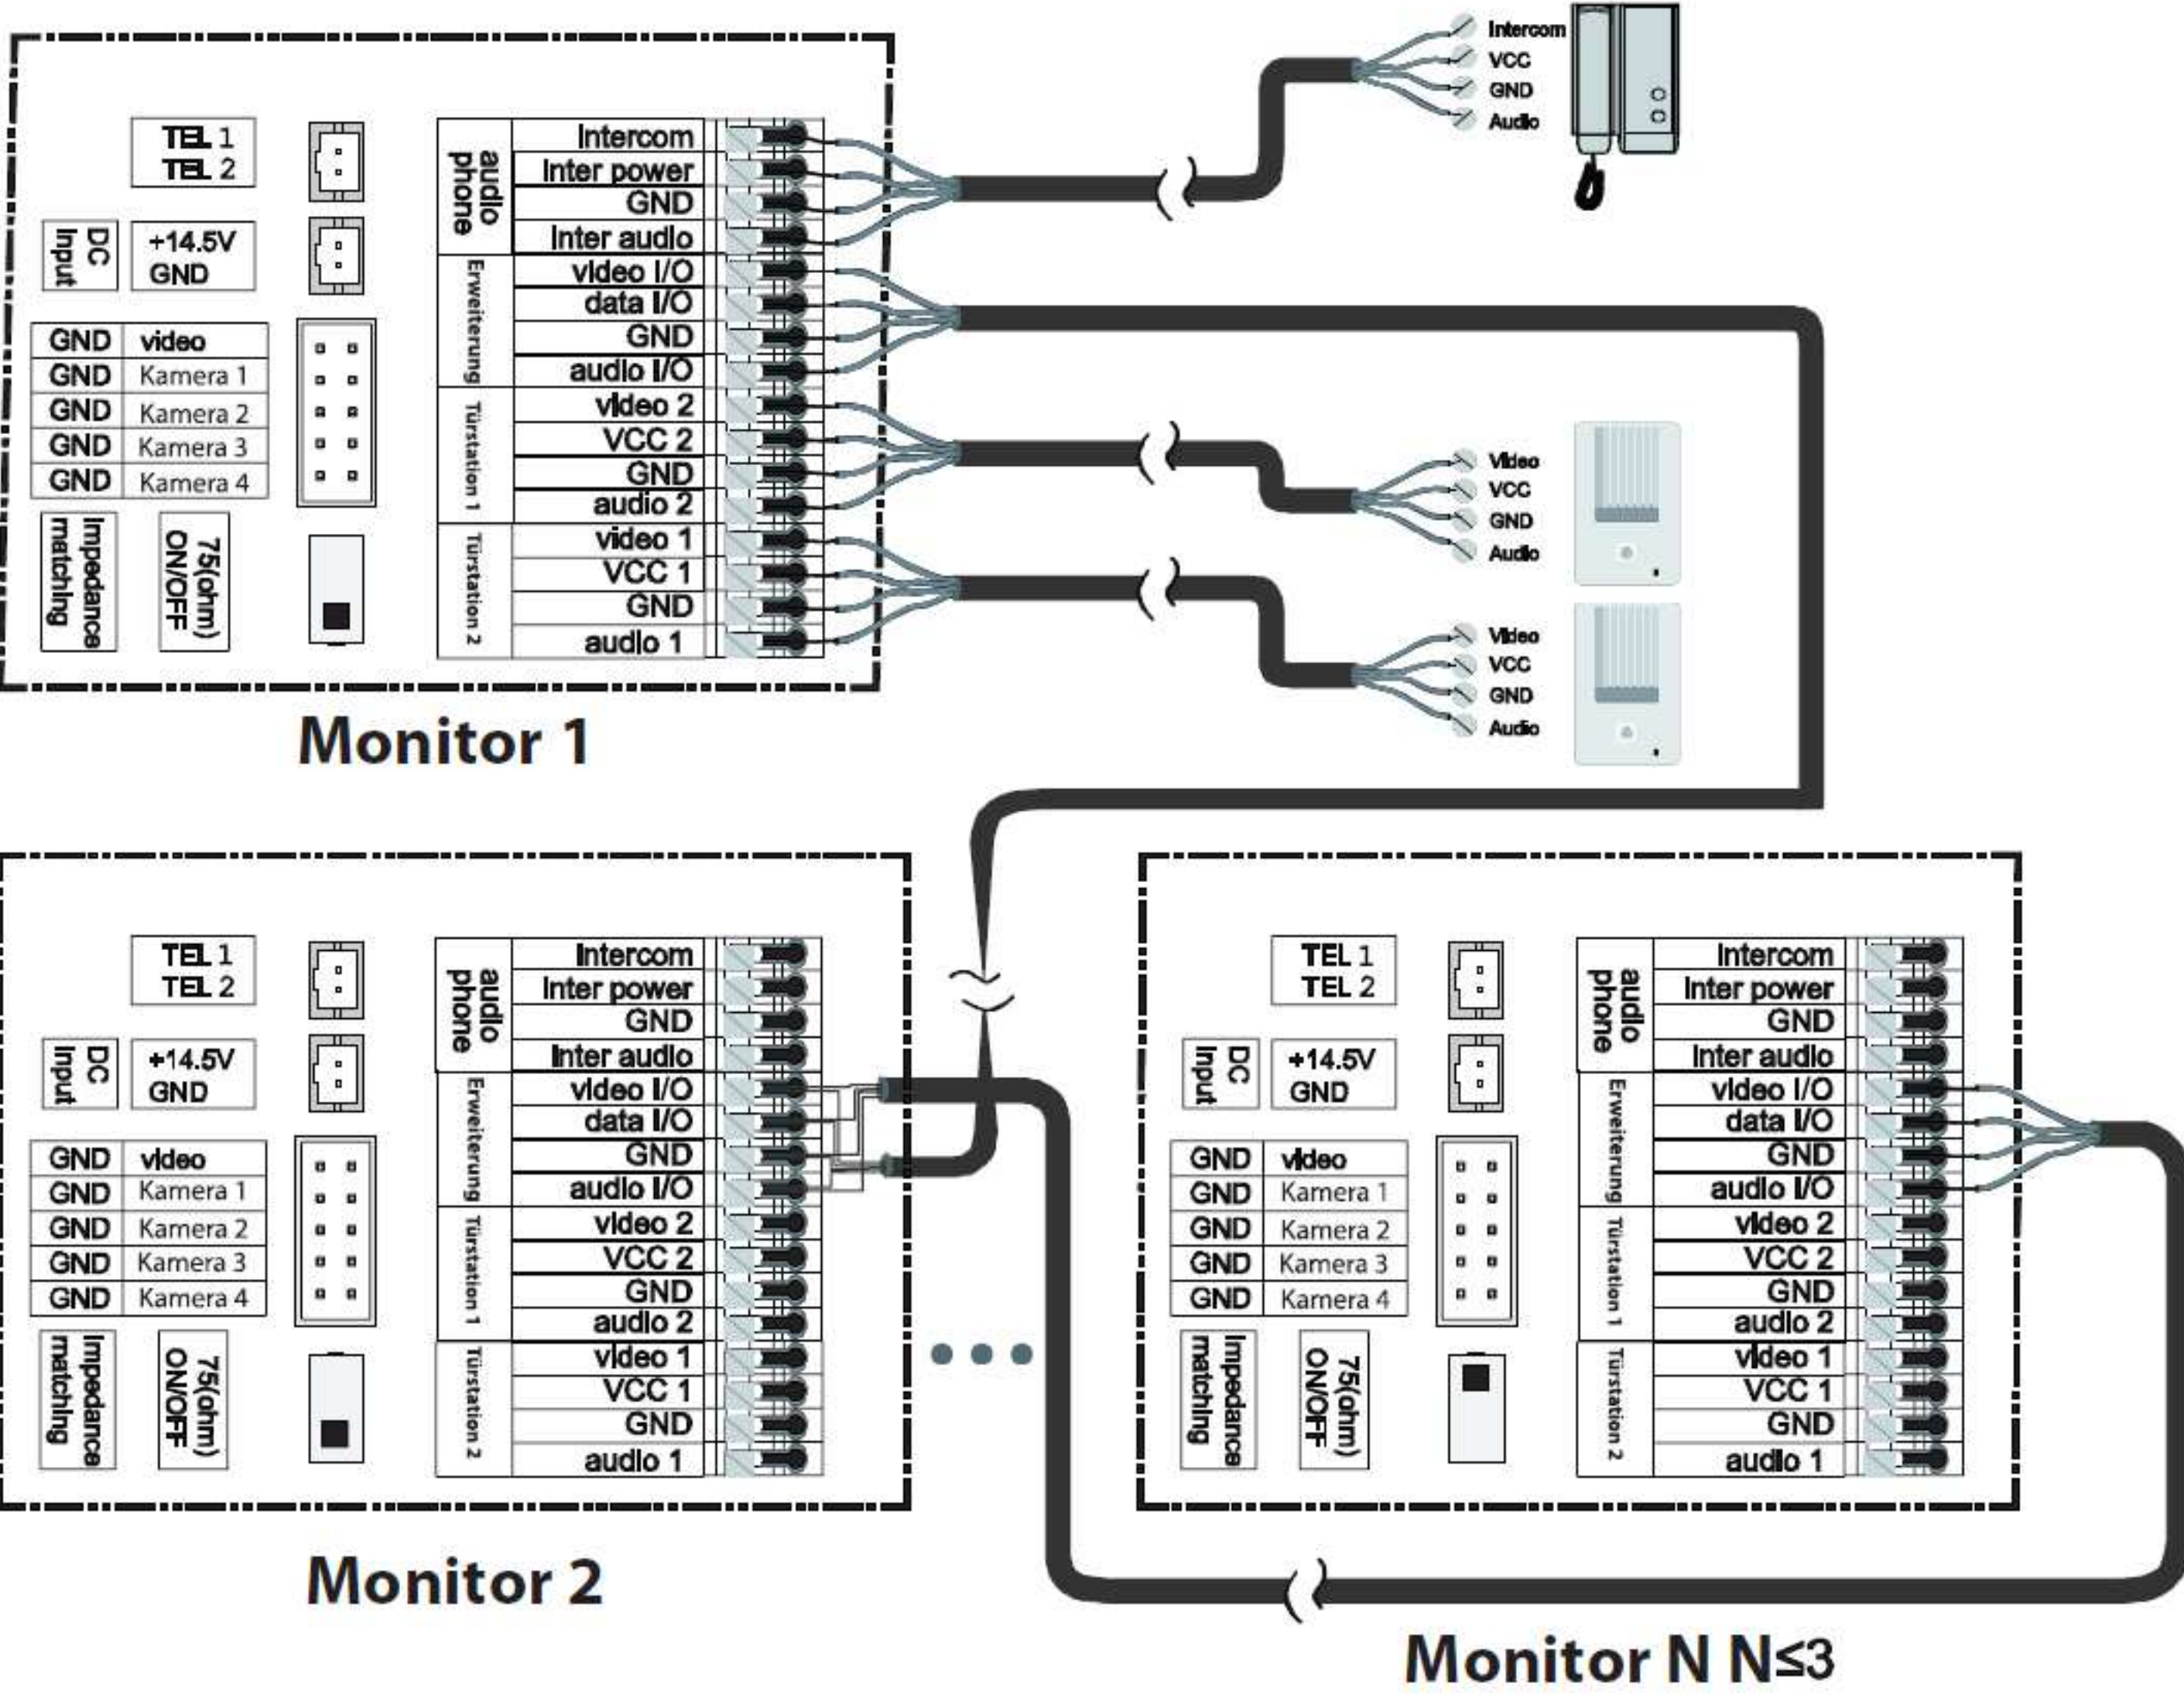 TEL 1
TEL 2
DC
Input
+14.5V
GND
GND video
GND Kamera 1
GND Kamera 2
GND Kamera 3
GND Kamera 4
Impedance
matching
75(ohm)
ON/OFF
audio
phone
Intercom
Inter power
GND
Inter audio
Erweiterung
video I/O
data I/O
GND
audio I/O
Türstation 1
video 2
VCC 2
GND
audio 2
Türstation 2
video 1
VCC 1
GND
audio 1
Intercom
VCC
GND
Audio
Video
VCC
GND
Audio
Video
VCC
GND
Audio
Monitor 1
TEL 1
TEL 2
DC
Input
+14.5V
GND
GND video
GND Kamera 1
GND Kamera 2
GND Kamera 3
GND Kamera 4
Impedance
matching
75(ohm)
ON/OFF
audio
phone
Intercom
Inter power
GND
Inter audio
Erweiterung
video I/O
data I/O
GND
audio I/O
Türstation 1
video 2
VCC 2
GND
audio 2
Türstation 2
video 1
VCC 1
GND
audio 1
Monitor 2
TEL 1
TEL 2
DC
Input
+14.5V
GND
GND video
GND Kamera 1
GND Kamera 2
GND Kamera 3
GND Kamera 4
Impedance
matching
75(ohm)
ON/OFF
audio
phone
Intercom
Inter power
GND
Inter audio
Erweiterung
video I/O
data I/O
GND
audio I/O
Türstation 1
video 2
VCC 2
GND
audio 2
Türstation 2
video 1
VCC 1
GND
audio 1
Monitor N N≤3